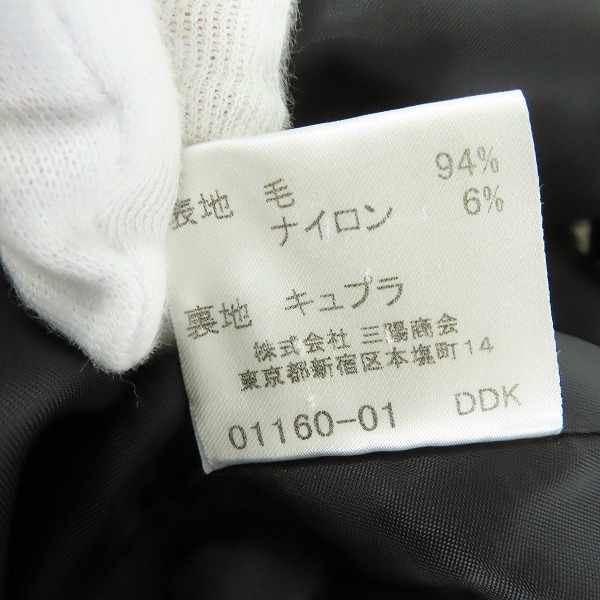 表地 毛 94%
ナイロン 6%
裏地 キュプラ
株式会社 三陽商会
東京都新宿区本塩町14
01160-01 DDK